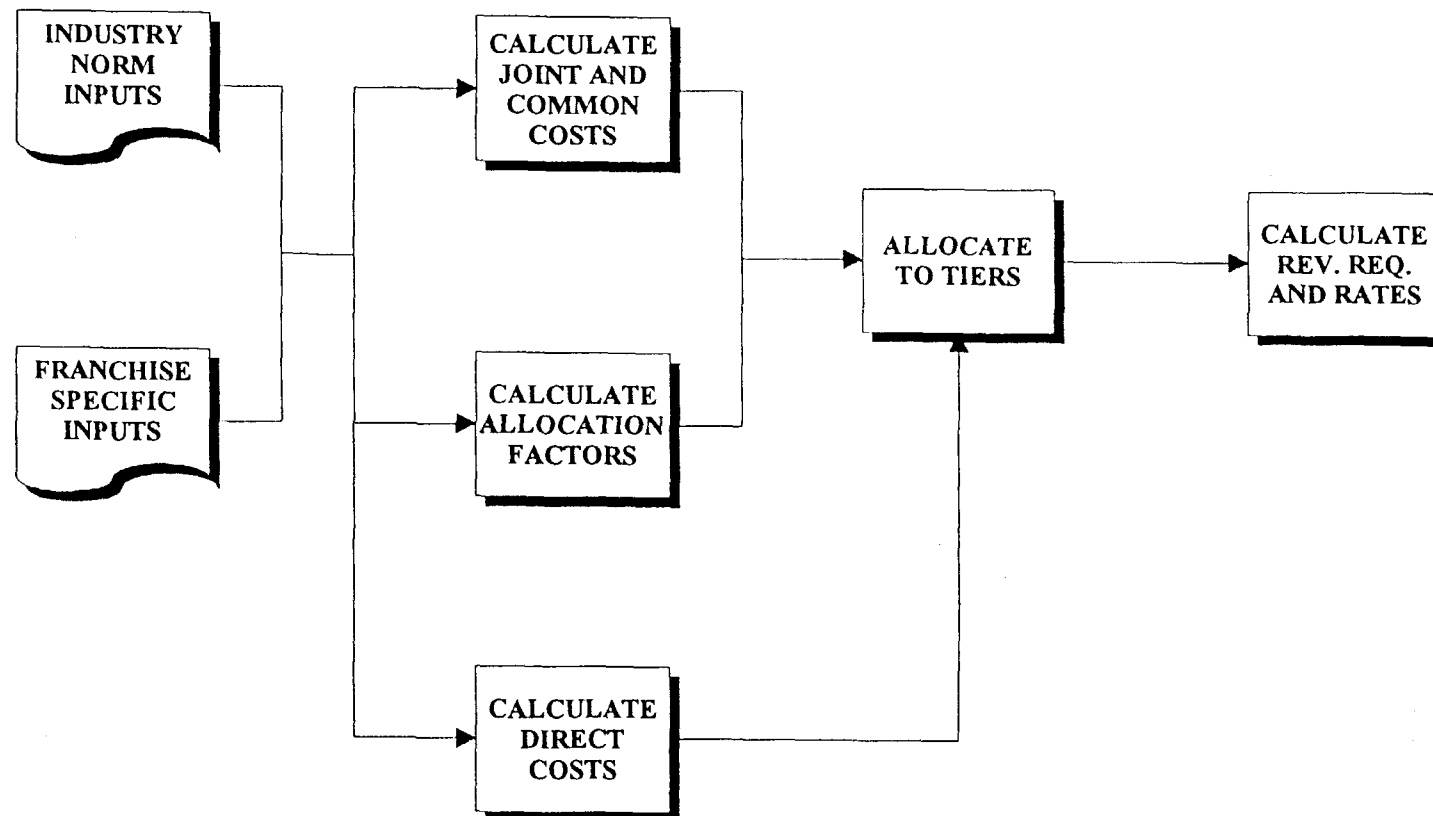 INDUSTRY
NORM
INPUTS
FRANCHISE
SPECIFIC
INPUTS
CALCULATE
JOINT AND
COMMON
COSTS
CALCULATE
ALLOCATION
FACTORS
CALCULATE
DIRECT
COSTS
ALLOCATE
TO TIERS
CALCULATE
REV. REQ.
AND RATES